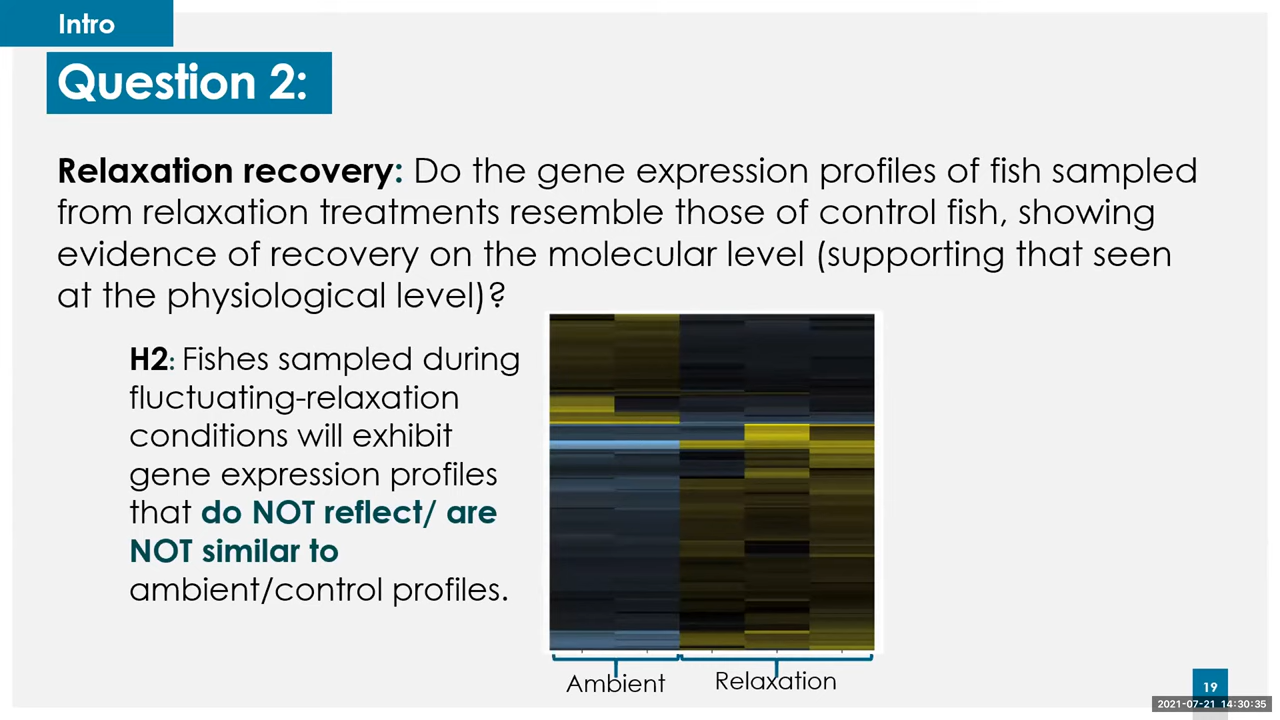 Intro
Question 2:
Relaxation recovery: Do the gene expression profiles of fish sampled
from relaxation treatments resemble those of control fish, showing
evidence of recovery on the molecular level (supporting that seen
at the physiological level)?
H2: Fishes sampled during
fluctuating-relaxation
conditions will exhibit
gene expression profiles
that do NOT reflect/ are
NOT similar to
ambient/control profiles.
Ambient
Relaxation
19
2021-07-21 14:30:35